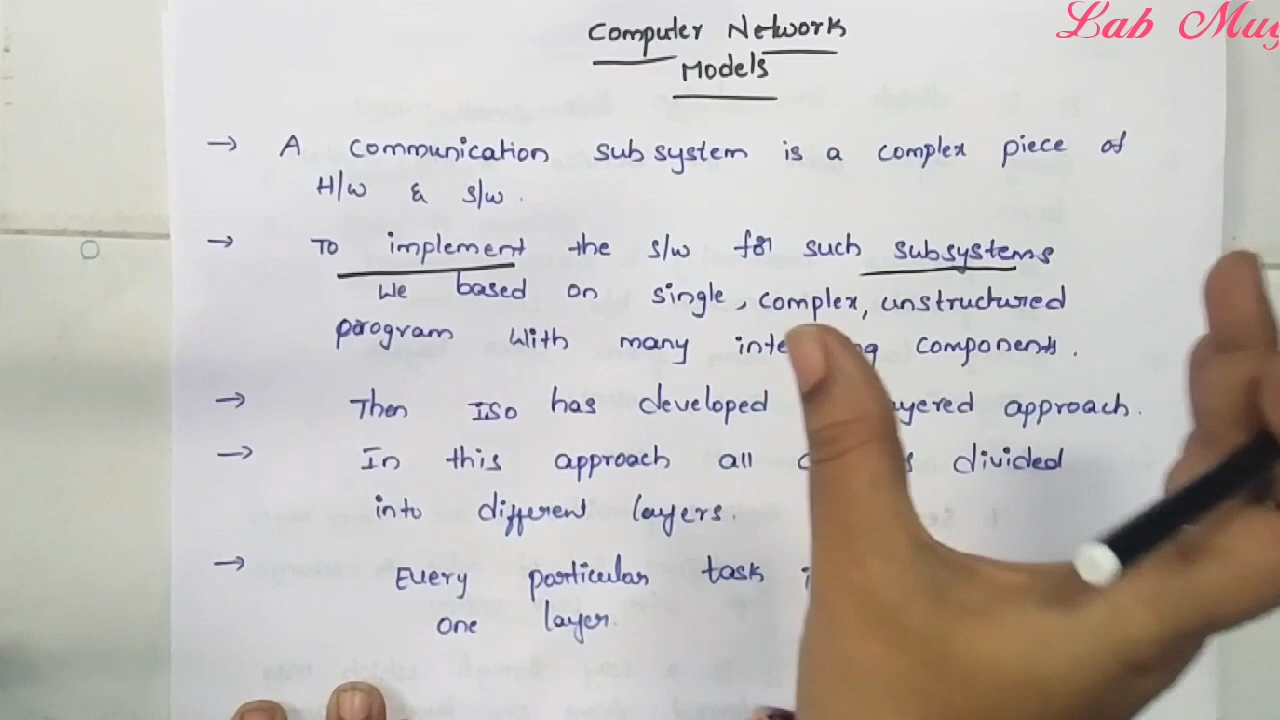 Computer Network
Lab Mug
Models
→ A communication subsystem is a complex piece of
H/w & S/w.
→ To implement the S/w for such subsystems
We based on single, complex, unstructured
program with many components.
→ Then ISO has developed approach.
→ In this approach all divided
into different layers.
→ Every particular task
one layer.